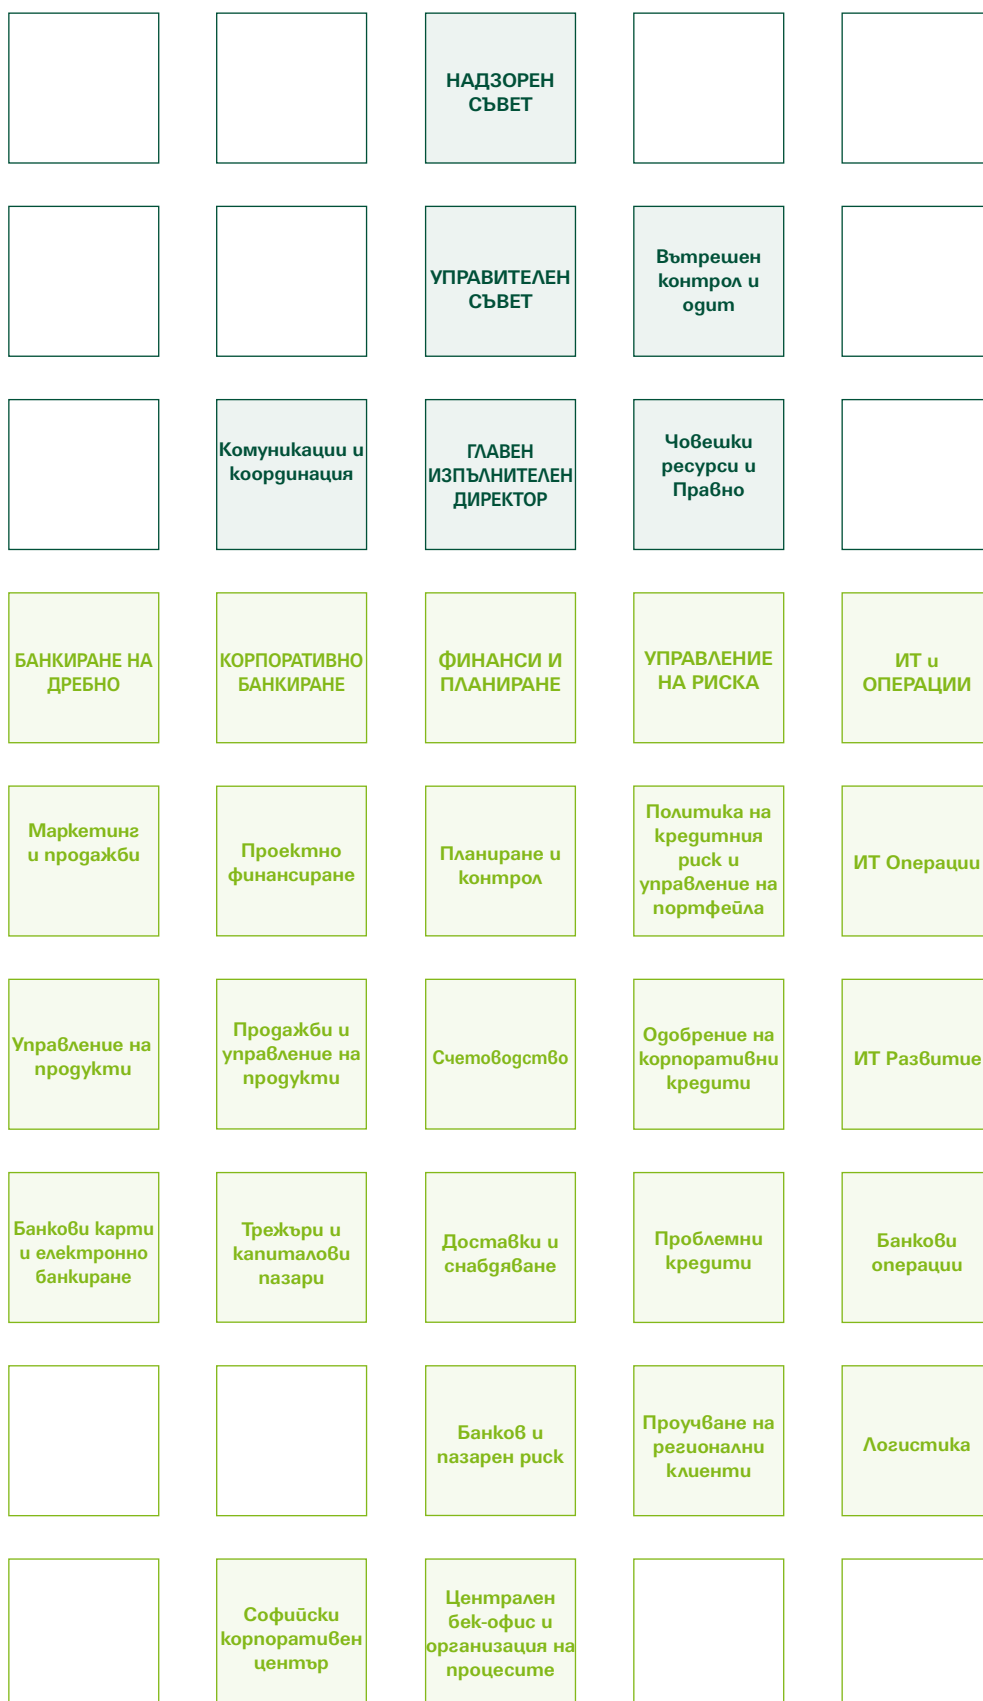 НАДЗОРЕН
СЪВЕТ
УПРАВИТЕЛЕН
СЪВЕТ
Вътрешен
контрол и
одит
Комуникации и
координация
ГЛАВЕН
ИЗПЪЛНИТЕЛЕН
ДИРЕКТОР
Човешки
ресурси и
Правно
БАНКИРАНЕ НА
ДРЕБНО
КОРПОРАТИВНО
БАНКИРАНЕ
ФИНАНСИ И
ПЛАНИРАНЕ
УПРАВЛЕНИЕ
НА РИСКА
ИТ и
ОПЕРАЦИИ
Маркетинг
и продажби
Проектно
финансиране
Планиране и
контрол
Политика на
кредитния
риск и
управление на
портфейла
ИТ Операции
Управление на
продукти
Продажби и
управление на
продукти
Счетоводство
Одобрение на
корпоративни
кредити
ИТ Развитие
Банкови карти
и електронно
банкиране
Трежъри и
капиталови
пазари
Доставки и
снабдяване
Проблемни
кредити
Банкови
операции
Банков и
пазарен риск
Проучване на
регионални
клиенти
Логистика
Софийски
корпоративен
център
Централен
бек-офис и
организация на
процесите